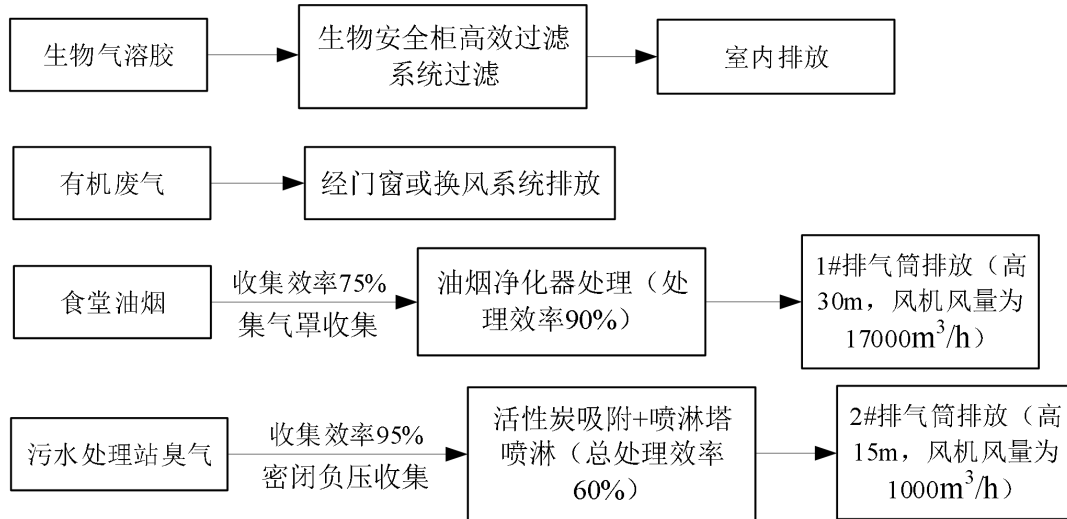 生物气溶胶
生物安全柜高效过滤
系统过滤
室内排放
有机废气
经门窗或换风系统排放
食堂油烟
收集效率75%
集气罩收集
油烟净化器处理（处
理效率90%）
1#排气筒排放（高
30m，风机风量为
17000m³/h）
污水处理站臭气
收集效率95%
密闭负压收集
活性炭吸附+喷淋塔
喷淋（总处理效率
60%）
2#排气筒排放（高
15m，风机风量为
1000m³/h）